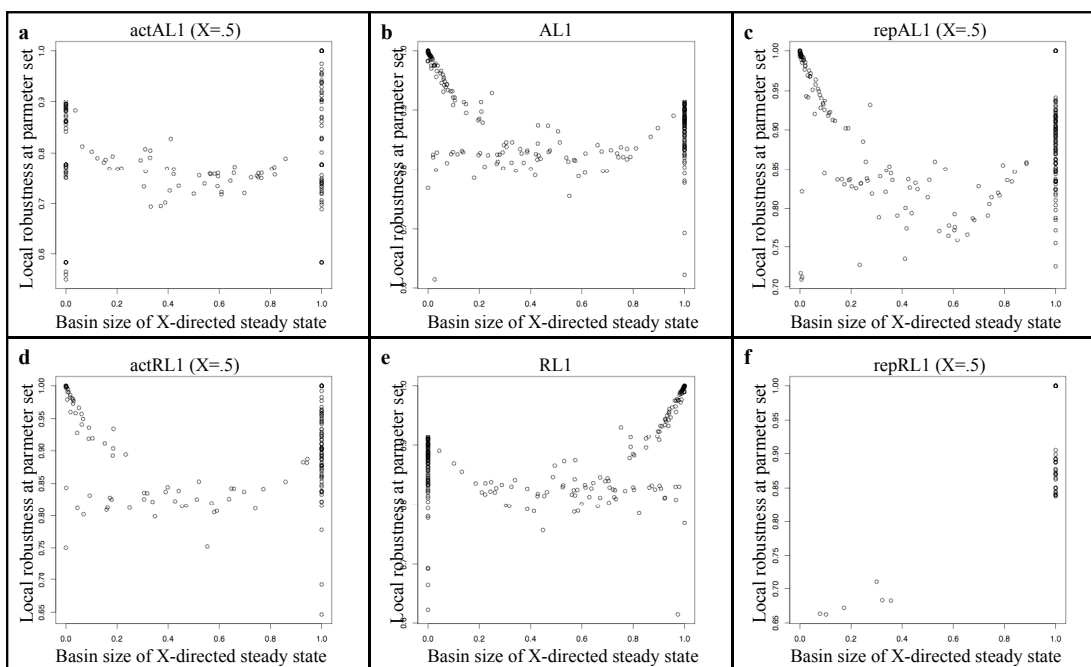 a
actAL1 (X=.5)
Local robustness at parmeter set
1.0
0.9
0.8
0.7
0.6
0.0 0.2 0.4 0.6 0.8 1.0
Basin size of X-directed steady state
b
AL1
Local robustness at parmeter set
0.0 0.2 0.4 0.6 0.8 1.0
Basin size of X-directed steady state
c
repAL1 (X=.5)
Local robustness at parmeter set
1.00
0.95
0.90
0.85
0.80
0.75
0.70
0.0 0.2 0.4 0.6 0.8 1.0
Basin size of X-directed steady state
d
actRL1 (X=.5)
Local robustness at parmeter set
1.00
0.95
0.90
0.85
0.80
0.75
0.70
0.65
0.0 0.2 0.4 0.6 0.8 1.0
Basin size of X-directed steady state
e
RL1
Local robustness at parmeter set
0.0 0.2 0.4 0.6 0.8 1.0
Basin size of X-directed steady state
f
repRL1 (X=.5)
Local robustness at parmeter set
1.00
0.95
0.90
0.85
0.80
0.75
0.70
0.65
0.0 0.2 0.4 0.6 0.8 1.0
Basin size of X-directed steady state